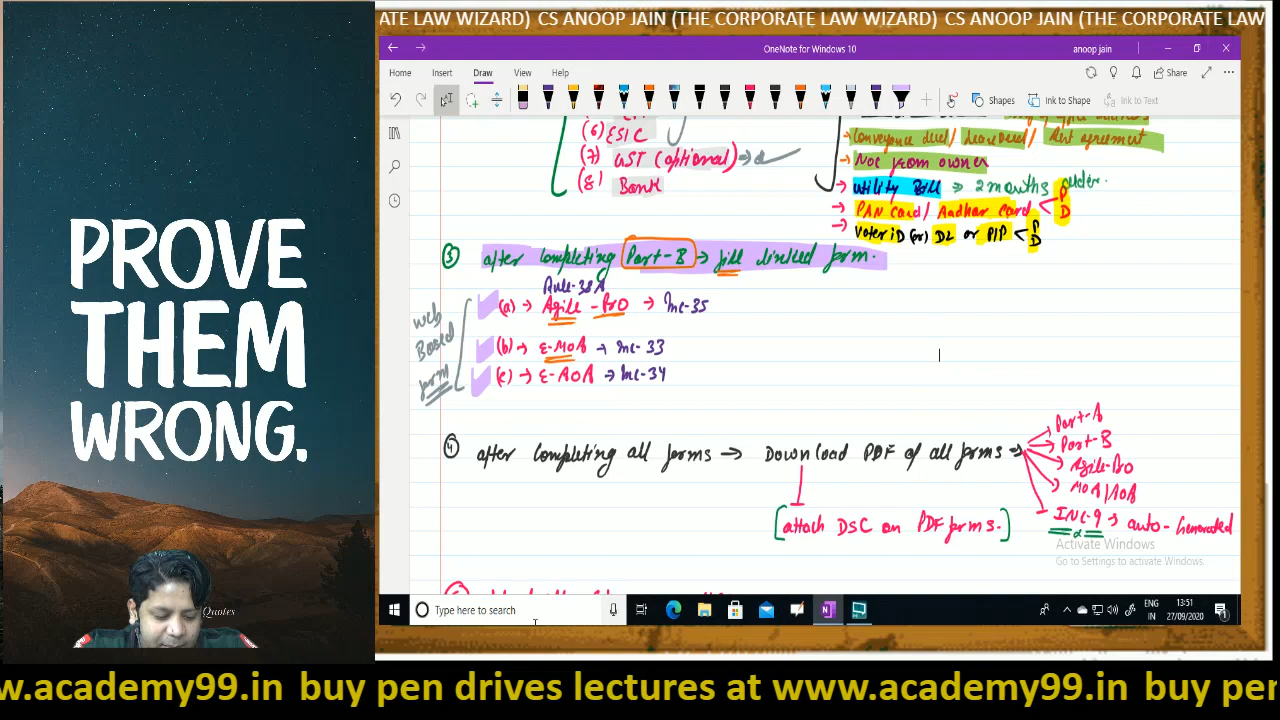 ATE LAW WIZARD) CS ANOOP JAIN (THE CORPORATE LAW WIZARD) CS ANOOP JAIN (THE CORPORATE LAW
OneNote for Windows 10
anoop jain
Home Insert Draw View Help
Share
Shapes
Ink to Shape
Ink to Text
PROVE
THEM
WRONG.
Quotes
(6) ESIC
(7) GST (optional)
(8) Bank
→ Conveyance deed / Lease Deed / Rent agreement
→ NOC from owner
→ Utility Bill ⇒ 2 months older.
→ PAN Card / Aadhar Card < P D
→ Voter iD (or) DL or P/P < P D
③ after completing Part-B → fill linked form.
Rule-38A
(a) → Agile-PRO → Inc-35
Web Based form
(b) → E-MOA → Inc-33
(c) → E-AOA → Inc-34
④ after completing all forms → Download PDF of all forms →
Part-A
Part-B
Agile-Pro
MOA/AOA
INC-9 → auto-Generated
[attach DSC on PDF forms.]
Activate Windows
Go to Settings to activate Windows.
Type here to search
ENG
IN
13:51
27/09/2020
w.academy99.in buy pen drives lectures at www.academy99.in buy pen